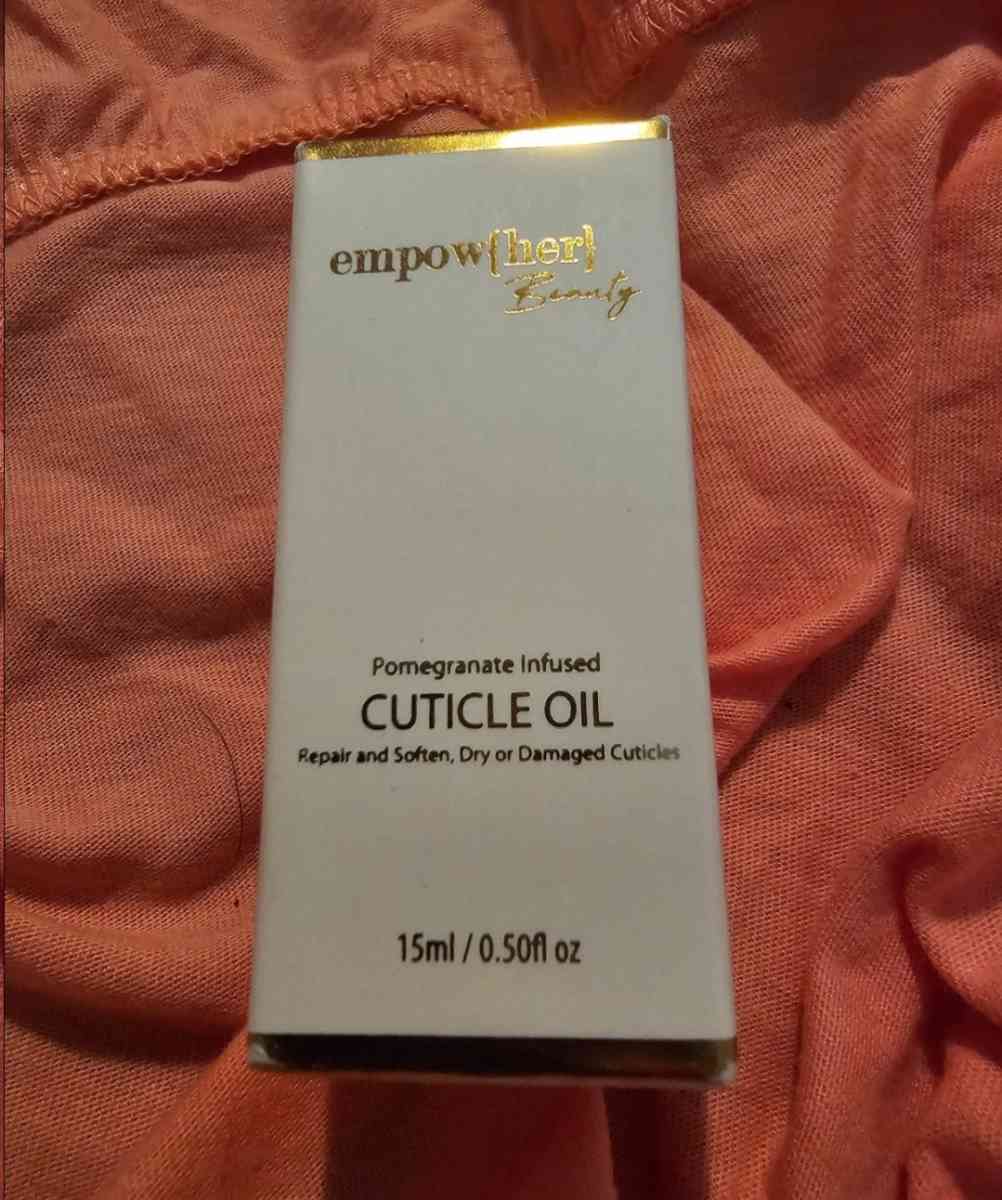 empow{her}
Beauty
Pomegranate Infused
CUTICLE OIL
Repair and Soften, Dry or Damaged Cuticles
15ml / 0.50fl oz